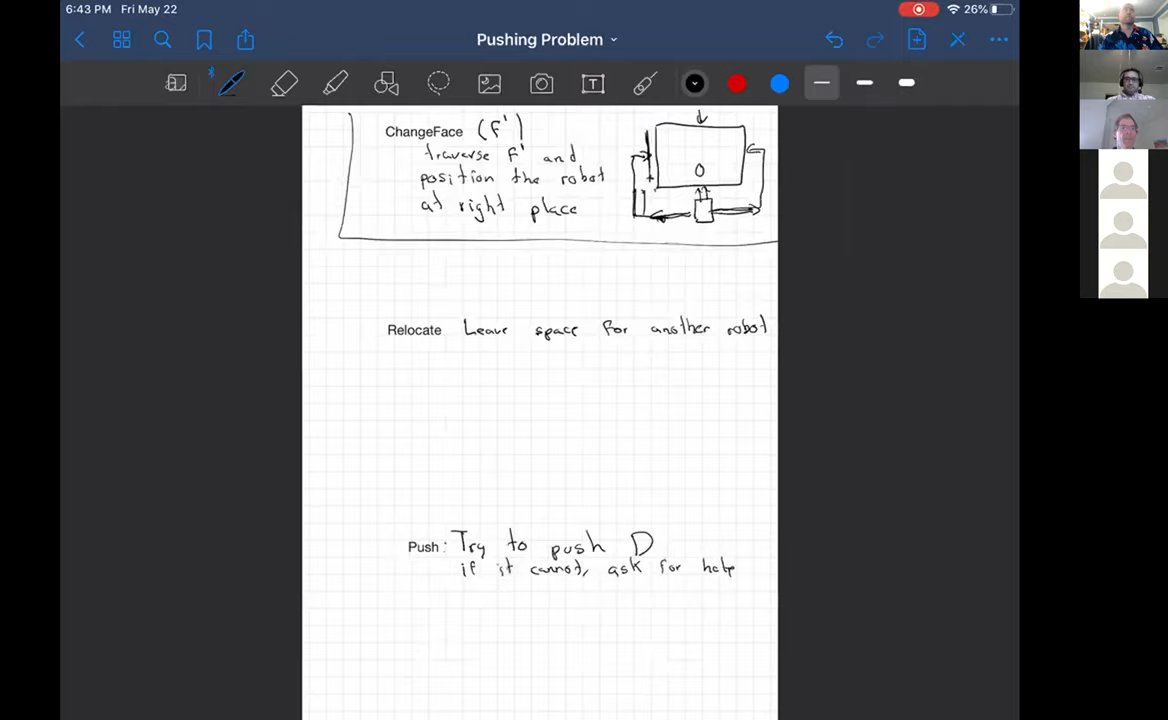 6:43 PM Fri May 22
26%
Pushing Problem
T
ChangeFace (F')
traverse F' and
position the robot
at right place
O
Relocate Leave space for another robot
Push: Try to push D
if it cannot, ask for help